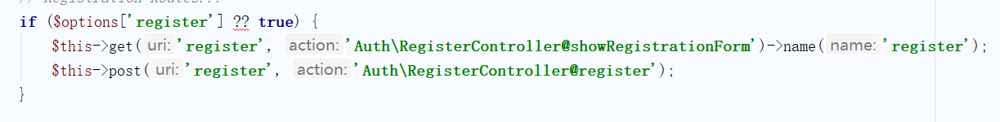 // Registration Routes...
if ($options['register'] ?? true) {
$this->get( uri: 'register', action: 'Auth\RegisterController@showRegistrationForm')->name( name: 'register');
$this->post( uri: 'register', action: 'Auth\RegisterController@register');
}